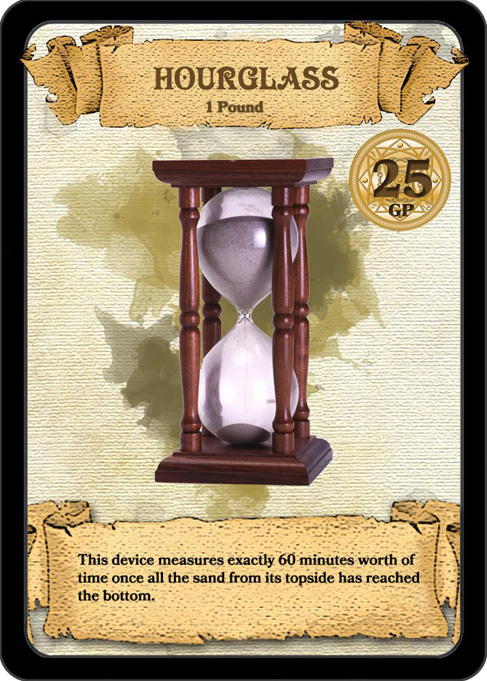 HOURGLASS
1 Pound
25
GP
This device measures exactly 60 minutes worth of
time once all the sand from its topside has reached
the bottom.